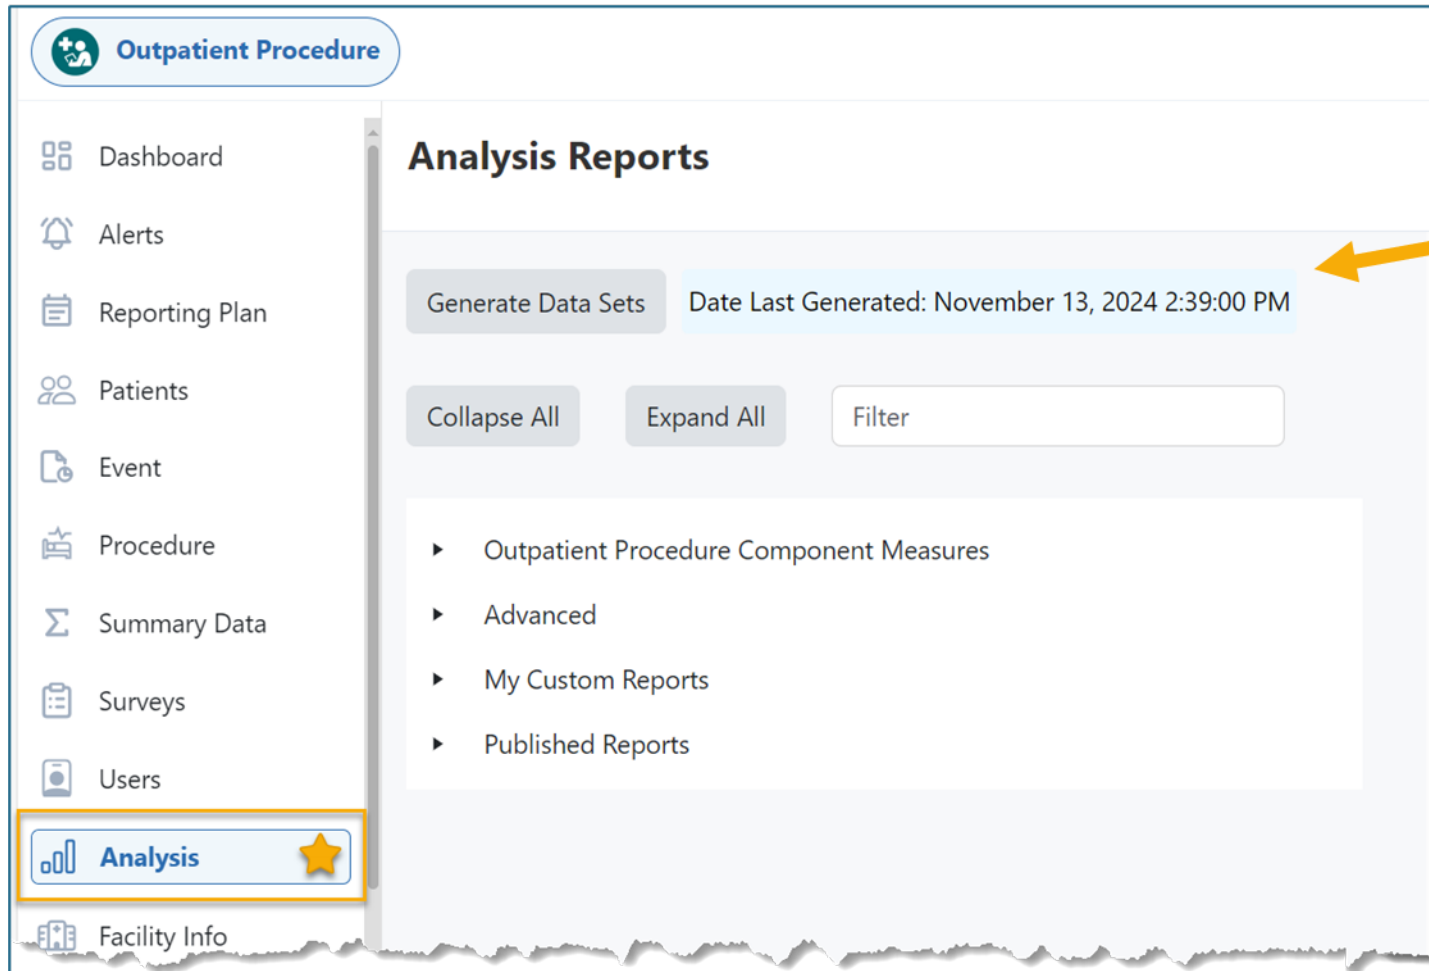 Outpatient Procedure
Dashboard
Alerts
Reporting Plan
Patients
Event
Procedure
Summary Data
Surveys
Users
Analysis
Facility Info
Analysis Reports
Generate Data Sets
Date Last Generated: November 13, 2024 2:39:00 PM
Collapse All
Expand All
Filter
Outpatient Procedure Component Measures
Advanced
My Custom Reports
Published Reports